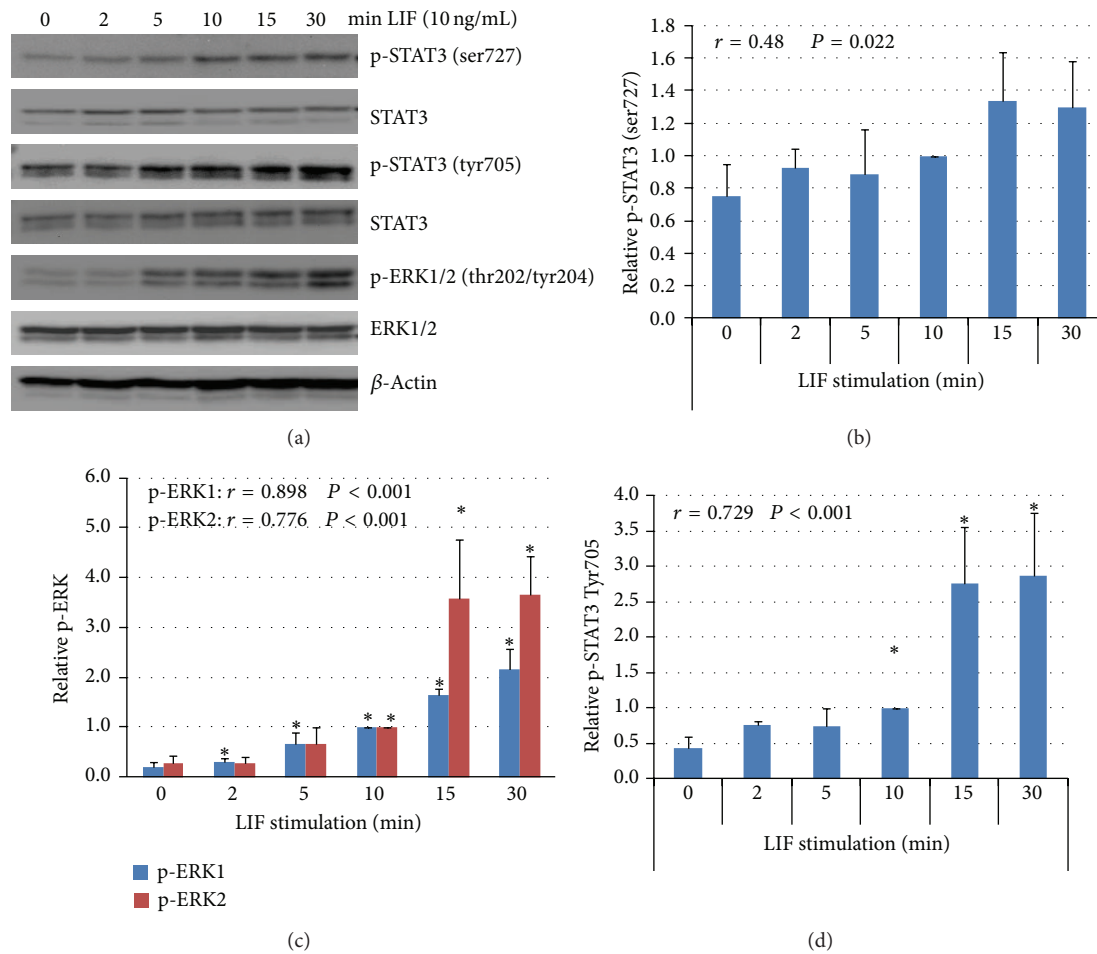 0 2 5 10 15 30 min LIF (10 ng/mL)
p-STAT3 (ser727)
STAT3
p-STAT3 (tyr705)
STAT3
p-ERK1/2 (thr202/tyr204)
ERK1/2
β-Actin
(a)
r = 0.48 P = 0.022
Relative p-STAT3 (ser727)
1.8
1.6
1.4
1.2
1.0
0.8
0.6
0.4
0.2
0.0
0 2 5 10 15 30
LIF stimulation (min)
(b)
p-ERK1: r = 0.898 P < 0.001
p-ERK2: r = 0.776 P < 0.001
Relative p-ERK
6.0
5.0
4.0
3.0
2.0
1.0
0.0
* * * * * * * * *
0 2 5 10 15 30
LIF stimulation (min)
p-ERK1
p-ERK2
(c)
r = 0.729 P < 0.001
Relative p-STAT3 Tyr705
4.0
3.5
3.0
2.5
2.0
1.5
1.0
0.5
0.0
* * *
0 2 5 10 15 30
LIF stimulation (min)
(d)